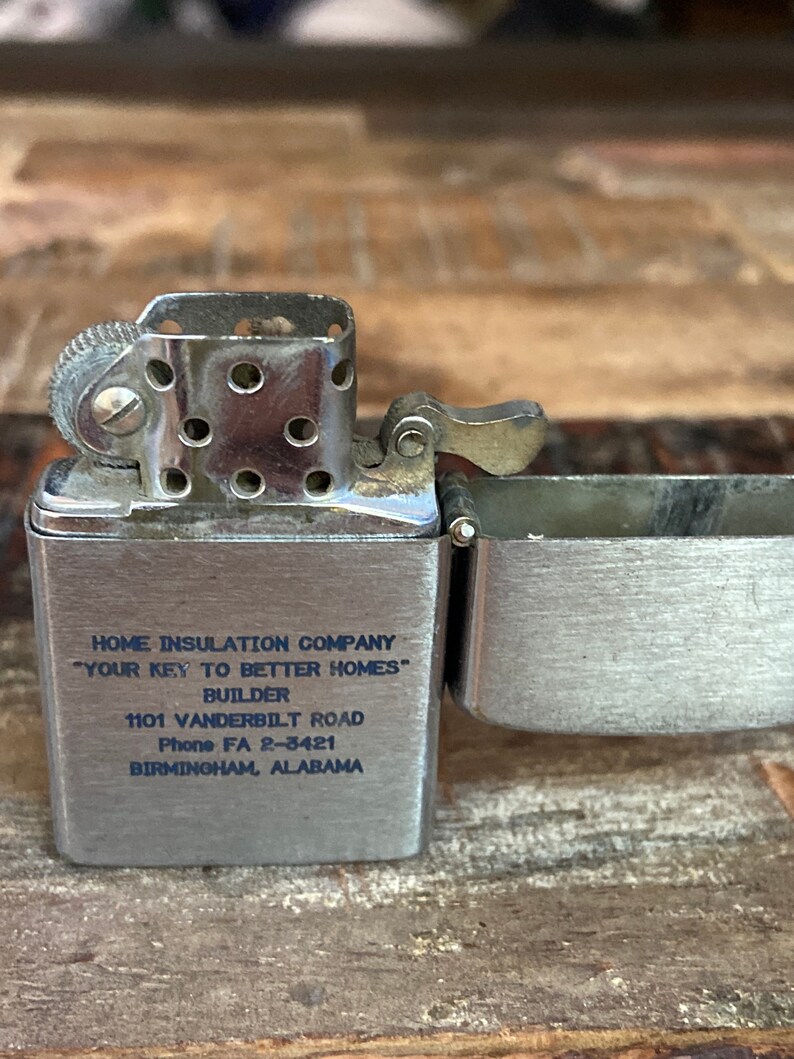 HOME INSULATION COMPANY
"YOUR KEY TO BETTER HOMES"
BUILDER
1101 VANDERBILT ROAD
Phone FA 2-3421
BIRMINGHAM, ALABAMA